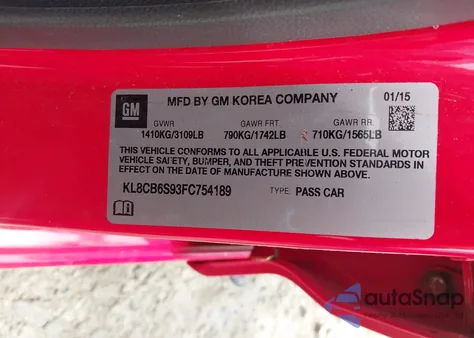 GM
MFD BY GM KOREA COMPANY 01/15
GVWR GAWR FRT. GAWR RR.
1410KG/3109LB 790KG/1742LB 710KG/1565LB
THIS VEHICLE CONFORMS TO ALL APPLICABLE U.S. FEDERAL MOTOR
VEHICLE SAFETY, BUMPER, AND THEFT PREVENTION STANDARDS IN
EFFECT ON THE DATE OF MANUFACTURE SHOWN ABOVE.
KL8CB6S93FC754189 TYPE: PASS CAR
autoSnap